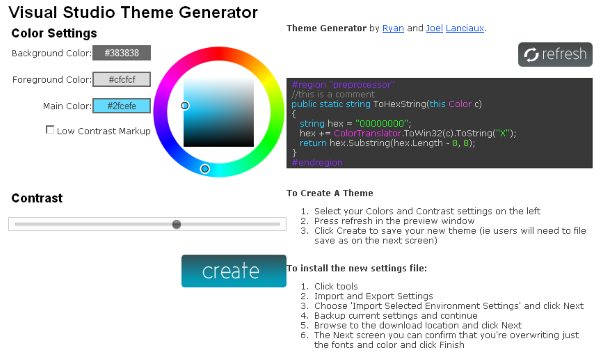 Visual Studio Theme Generator
Color Settings
Background Color: #383838
Foreground Color: #cfcfcf
Main Color: #2fcefe
Low Contrast Markup
Contrast
create
Theme Generator by Ryan and Joel Lanciaux.
refresh
#region "preprocessor"
//this is a comment
public static string ToHexString(this Color c)
{
string hex = "00000000";
hex += ColorTranslator.ToWin32(c).ToString("X");
return hex.Substring(hex.Length - 8, 8);
}
#endregion
To Create A Theme
1. Select your Colors and Contrast settings on the left
2. Press refresh in the preview window
3. Click Create to save your new theme (ie users will need to file
save as on the next screen)
To install the new settings file:
1. Click tools
2. Import and Export Settings
3. Choose 'Import Selected Environment Settings' and click Next
4. Backup current settings and continue
5. Browse to the download location and click Next
6. The Next screen you can confirm that you're overwriting just
the fonts and color and click Finish